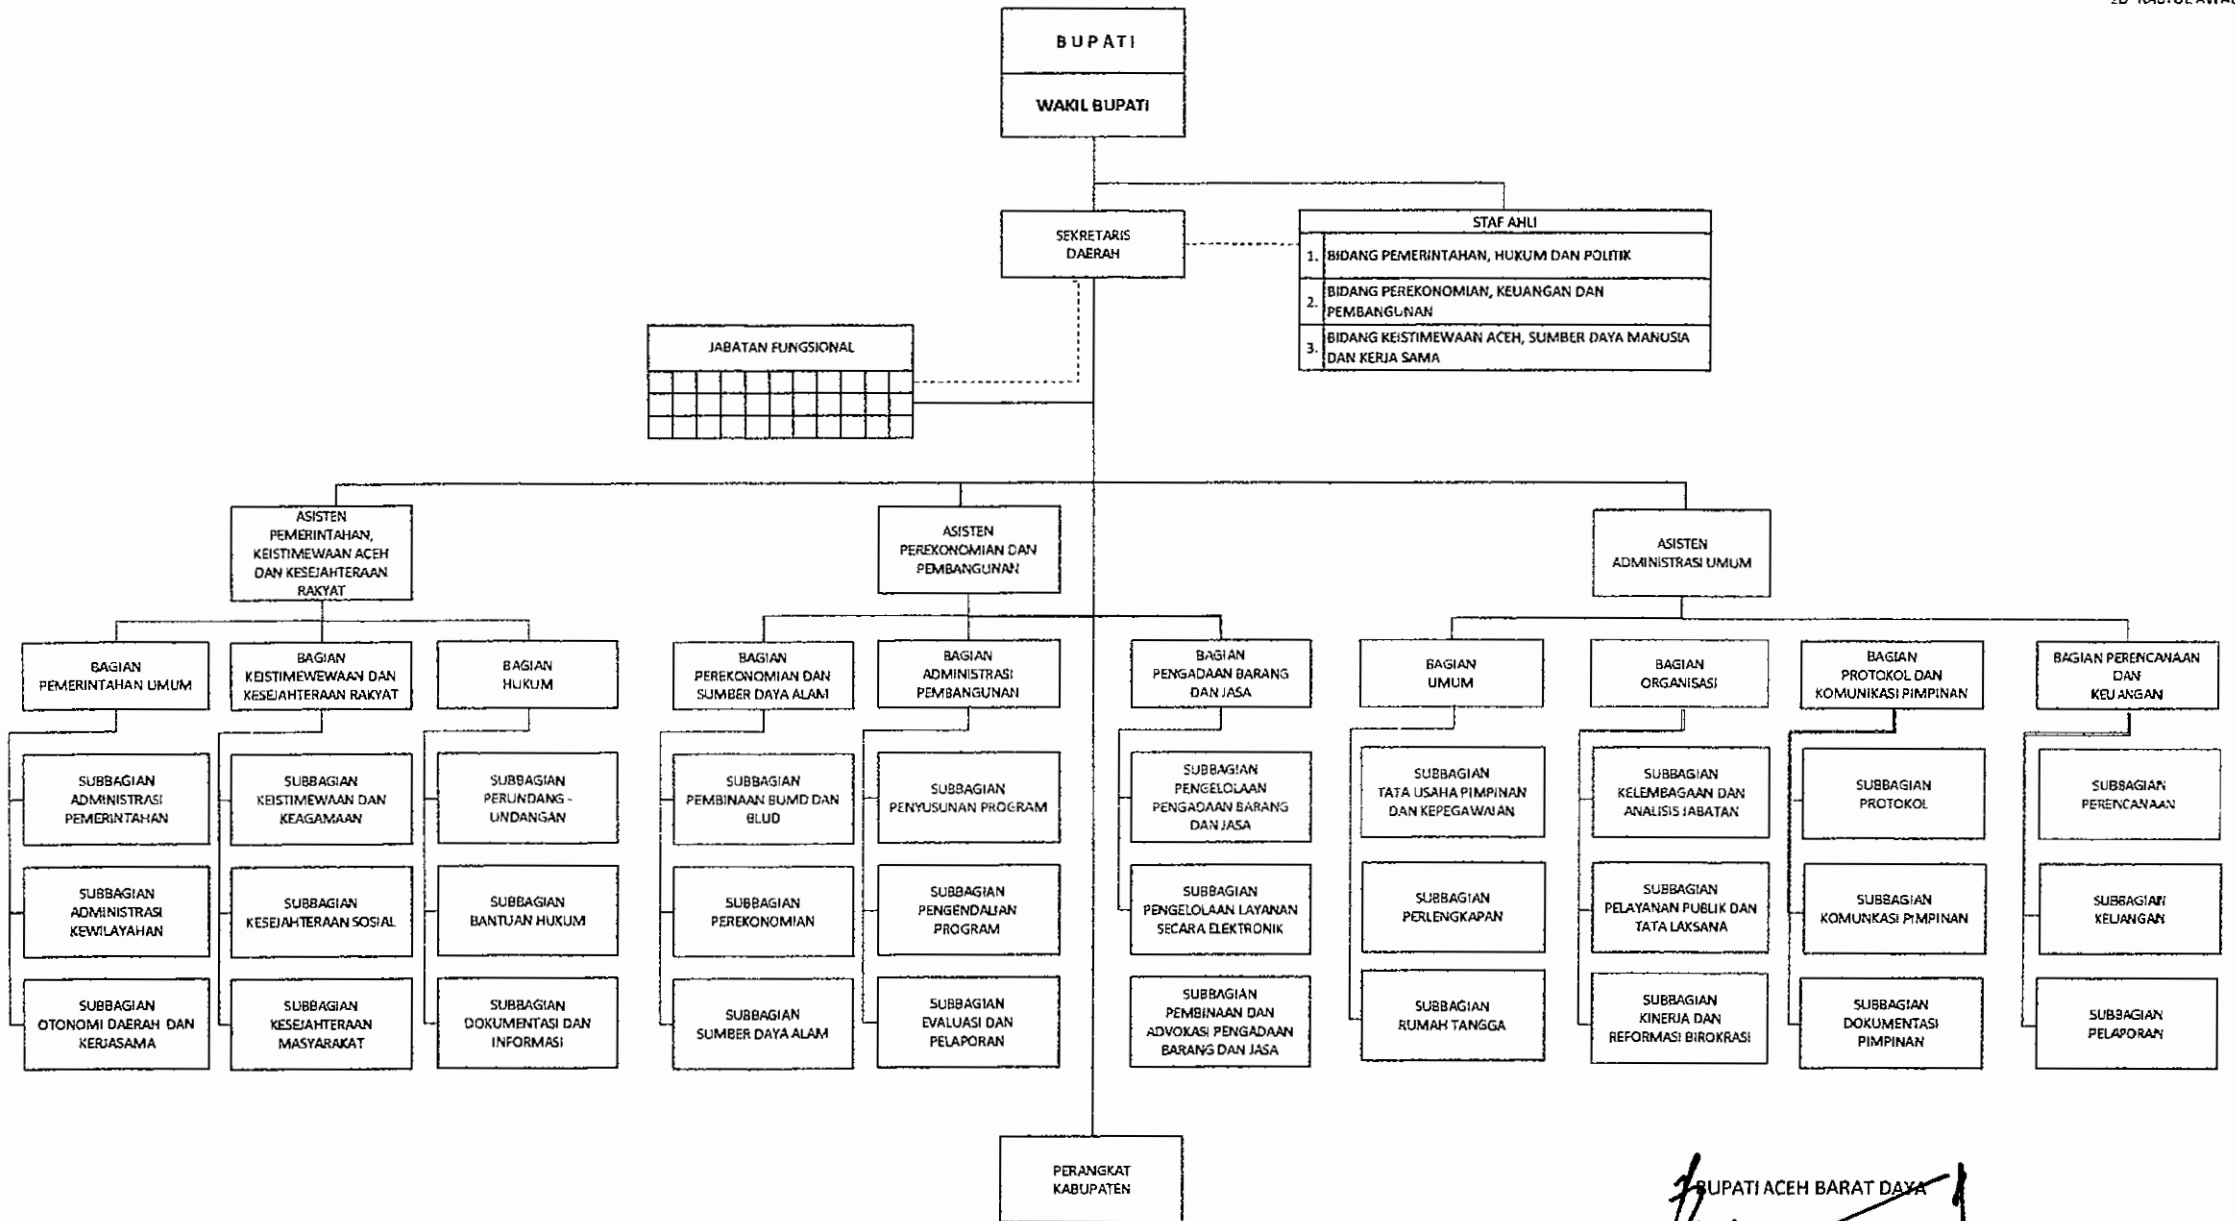 BUPATI
WAKIL BUPATI
SEKRETARIS
DAERAH
STAF AHLI
1. BIDANG PEMERINTAHAN, HUKUM DAN POLITIK
2. BIDANG PEREKONOMIAN, KEUANGAN DAN
PEMBANGUNAN
3. BIDANG KEISTIMEWAAN ACEH, SUMBER DAYA MANUSIA
DAN KERJA SAMA
JABATAN FUNGSIONAL
ASISTEN
PEMERINTAHAN,
KEISTIMEWAAN ACEH
DAN KESEJAHTERAAN
RAKYAT
ASISTEN
PEREKONOMIAN DAN
PEMBANGUNAN
ASISTEN
ADMINISTRASI UMUM
BAGIAN
PEMERINTAHAN UMUM
BAGIAN
KEISTIMEWEWAAN DAN
KESEJAHTERAAN RAKYAT
BAGIAN
HUKUM
BAGIAN
PEREKONOMIAN DAN
SUMBER DAYA ALAM
BAGIAN
ADMINISTRASI
PEMBANGUNAN
BAGIAN
PENGADAAN BARANG
DAN JASA
BAGIAN
UMUM
BAGIAN
ORGANISASI
BAGIAN
PROTOKOL DAN
KOMUNIKASI PIMPINAN
BAGIAN PERENCANAAN
DAN
KEUANGAN
SUBBAGIAN
ADMINISTRASI
PEMERINTAHAN
SUBBAGIAN
KEISTIMEWAAN DAN
KEAGAMAAN
SUBBAGIAN
PERUNDANG -
UNDANGAN
SUBBAGIAN
PEMBINAAN BUMD DAN
BLUD
SUBBAGIAN
PENYUSUNAN PROGRAM
SUBBAGIAN
PENGELOLAAN
PENGADAAN BARANG
DAN JASA
SUBBAGIAN
TATA USAHA PIMPINAN
DAN KEPEGAWAIAN
SUBBAGIAN
KELEMBAGAAN DAN
ANALISIS JABATAN
SUBBAGIAN
PROTOKOL
SUBBAGIAN
PERENCANAAN
SUBBAGIAN
ADMINISTRASI
KEWILAYAHAN
SUBBAGIAN
KESEJAHTERAAN SOSIAL
SUBBAGIAN
BANTUAN HUKUM
SUBBAGIAN
PEREKONOMIAN
SUBBAGIAN
PENGENDALIAN
PROGRAM
SUBBAGIAN
PENGELOLAAN LAYANAN
SECARA ELEKTRONIK
SUBBAGIAN
PERLENGKAPAN
SUBBAGIAN
PELAYANAN PUBLIK DAN
TATA LAKSANA
SUBBAGIAN
KOMUNKASI PIMPINAN
SUBBAGIAN
KEUANGAN
SUBBAGIAN
OTONOMI DAERAH DAN
KERJASAMA
SUBBAGIAN
KESEJAHTERAAN
MASYARAKAT
SUBBAGIAN
DOKUMENTASI DAN
INFORMASI
SUBBAGIAN
SUMBER DAYA ALAM
SUBBAGIAN
EVALUASI DAN
PELAPORAN
SUBBAGIAN
PEMBINAAN DAN
ADVOKASI PENGADAAN
BARANG DAN JASA
SUBBAGIAN
RUMAH TANGGA
SUBBAGIAN
KINERJA DAN
REFORMASI BIROKRASI
SUBBAGIAN
DOKUMENTASI
PIMPINAN
SUBBAGIAN
PELAPORAN
PERANGKAT
KABUPATEN
BUPATI ACEH BARAT DAYA